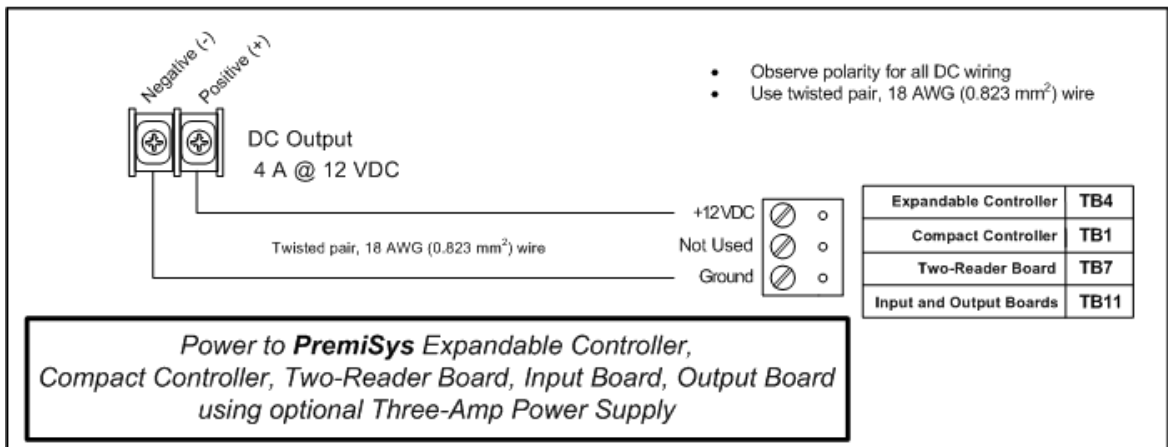 Negative (-)
Positive (+)
DC Output
4 A @ 12 VDC
• Observe polarity for all DC wiring
• Use twisted pair, 18 AWG (0.823 mm²) wire
+12VDC
Not Used
Ground
Twisted pair, 18 AWG (0.823 mm²) wire
Expandable Controller TB4
Compact Controller TB1
Two-Reader Board TB7
Input and Output Boards TB11
Power to PremiSys Expandable Controller,
Compact Controller, Two-Reader Board, Input Board, Output Board
using optional Three-Amp Power Supply